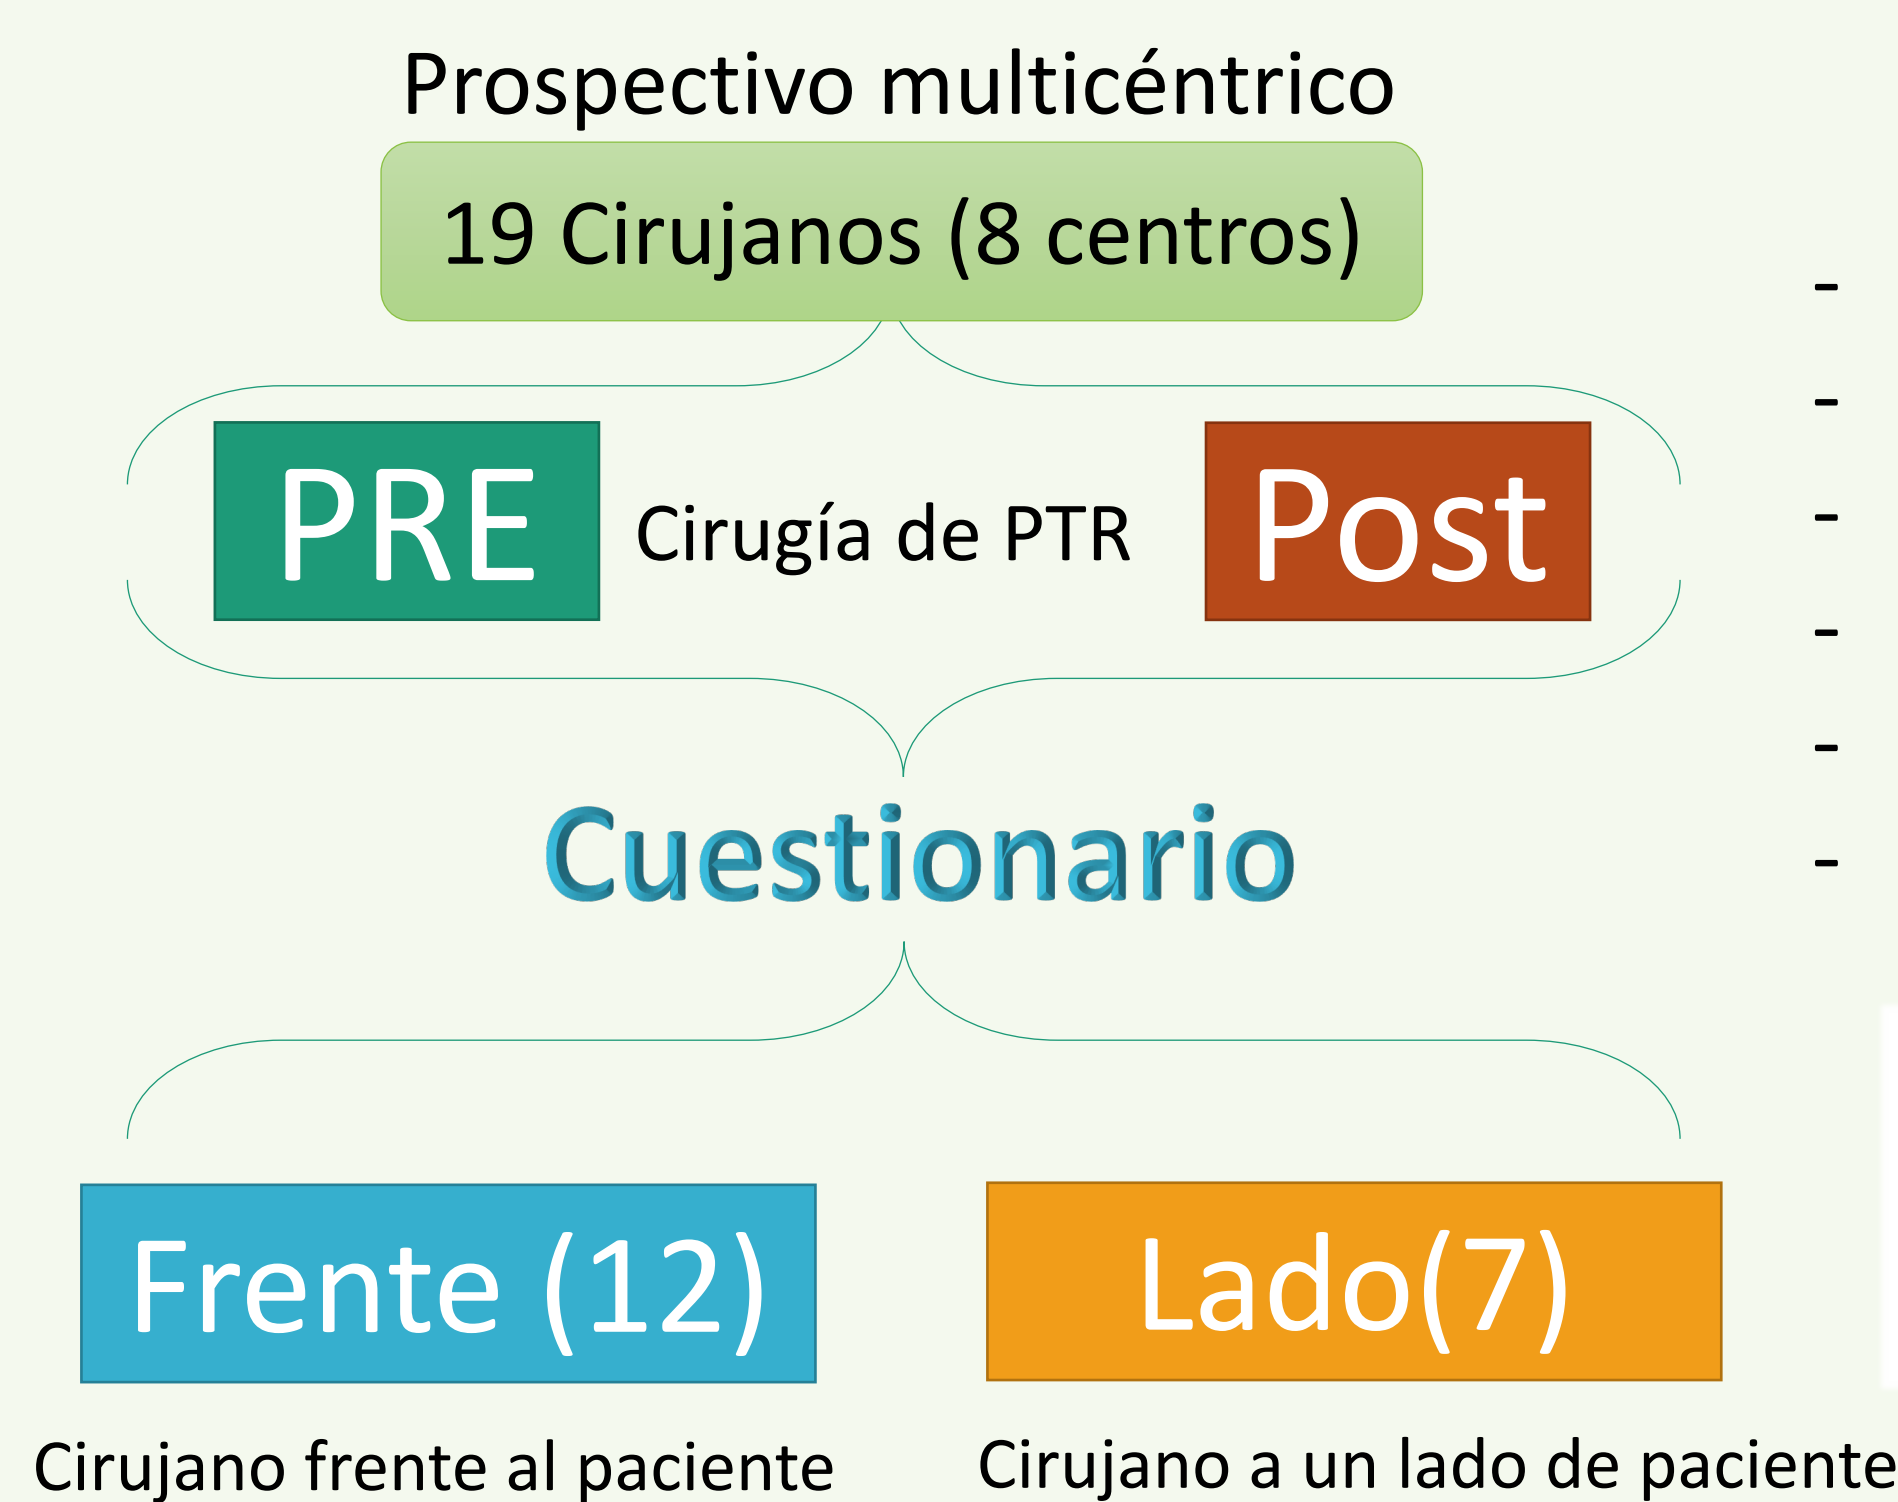 Prospectivo multicéntrico
19 Cirujanos (8 centros)
PRE
Cirugía de PTR
Post
Cuestionario
Frente (12)
Lado(7)
Cirujano frente al paciente
Cirujano a un lado de paciente
-
-
-
-
-
-